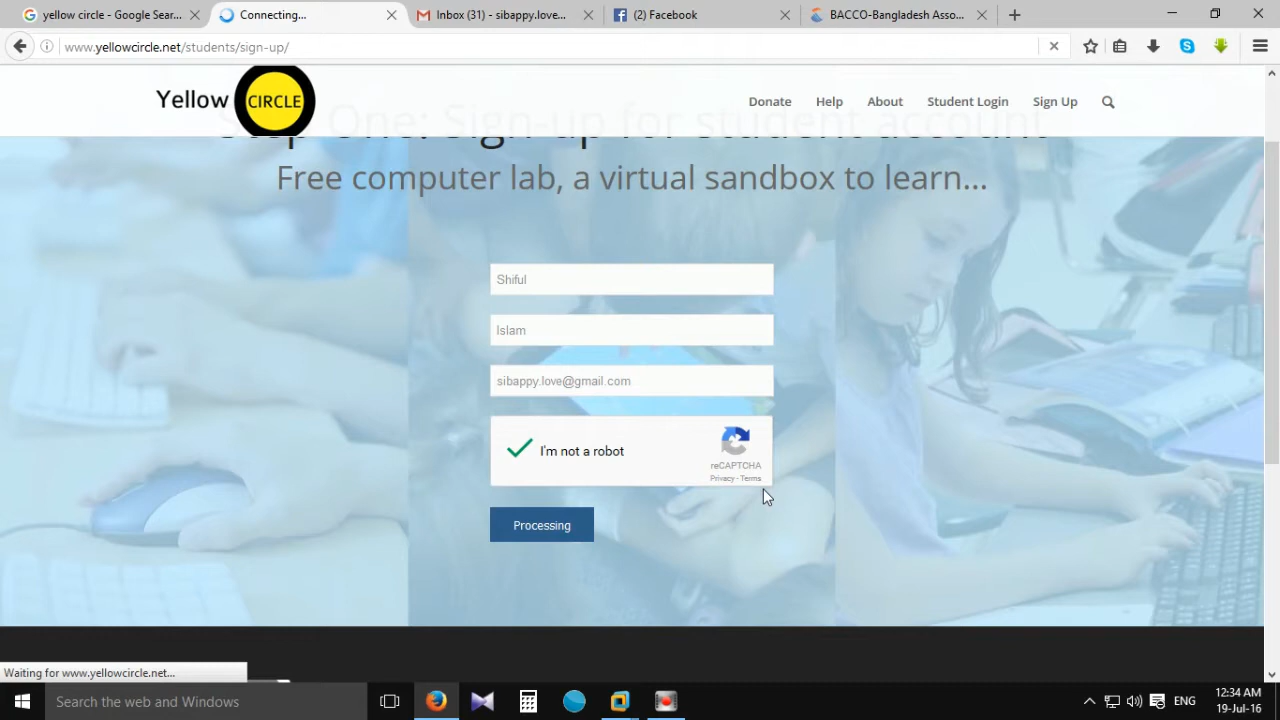 yellow circle - Google Sear...
Connecting...
Inbox (31) - sibappy.love...
(2) Facebook
BACCO-Bangladesh Asso...
www.yellowcircle.net/students/sign-up/
Yellow CIRCLE
Donate
Help
About
Student Login
Sign Up
Step One: Sign-up for student account
Free computer lab, a virtual sandbox to learn...
Shiful
Islam
sibappy.love@gmail.com
I'm not a robot
reCAPTCHA
Privacy - Terms
Processing
Waiting for www.yellowcircle.net...
Search the web and Windows
ENG
12:34 AM
19-Jul-16